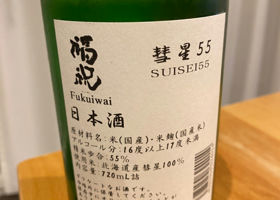 福祝
Fukuiwai
彗星55
SUISEI55
日本酒
原材料名：米(国産)・米麹(国産米)
アルコール分：16度以上17度未満
精米歩合：55%
使用米：北海道産彗星100%
720ml詰